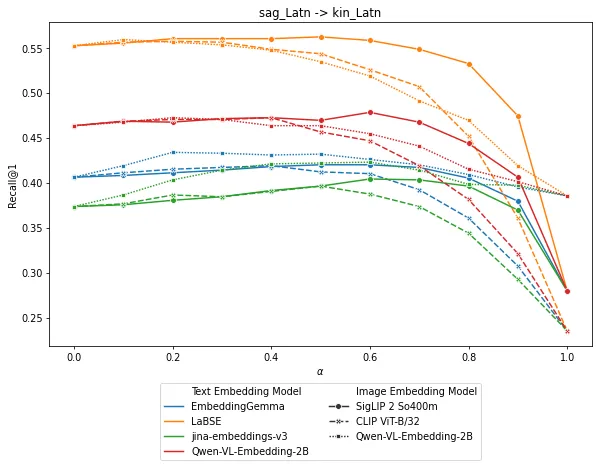 sag_Latn -> kin_Latn
Recall@1
0.55
0.50
0.45
0.40
0.35
0.30
0.25
0.0
0.2
0.4
0.6
0.8
1.0
α
Text Embedding Model
EmbeddingGemma
LaBSE
jina-embeddings-v3
Qwen-VL-Embedding-2B
Image Embedding Model
SigLIP 2 So400m
CLIP ViT-B/32
Qwen-VL-Embedding-2B